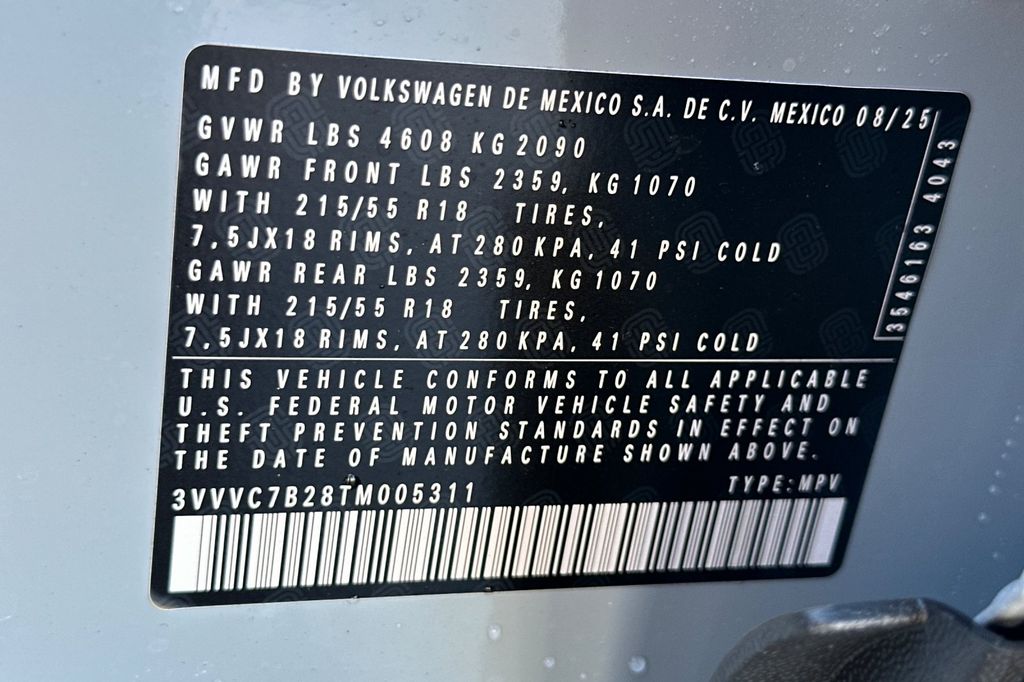 MFD BY VOLKSWAGEN DE MEXICO S.A. DE C.V. MEXICO 08/25
GVWR LBS 4608 KG 2090
GAWR FRONT LBS 2359, KG 1070
WITH 215/55 R18 TIRES,
7,5JX18 RIMS, AT 280 KPA, 41 PSI COLD
GAWR REAR LBS 2359, KG 1070
WITH 215/55 R18 TIRES,
7,5JX18 RIMS, AT 280 KPA, 41 PSI COLD
3546163 4043
THIS VEHICLE CONFORMS TO ALL APPLICABLE
U.S. FEDERAL MOTOR VEHICLE SAFETY AND
THEFT PREVENTION STANDARDS IN EFFECT ON
THE DATE OF MANUFACTURE SHOWN ABOVE.
3VVVC7B28TM005311 TYPE:MPV